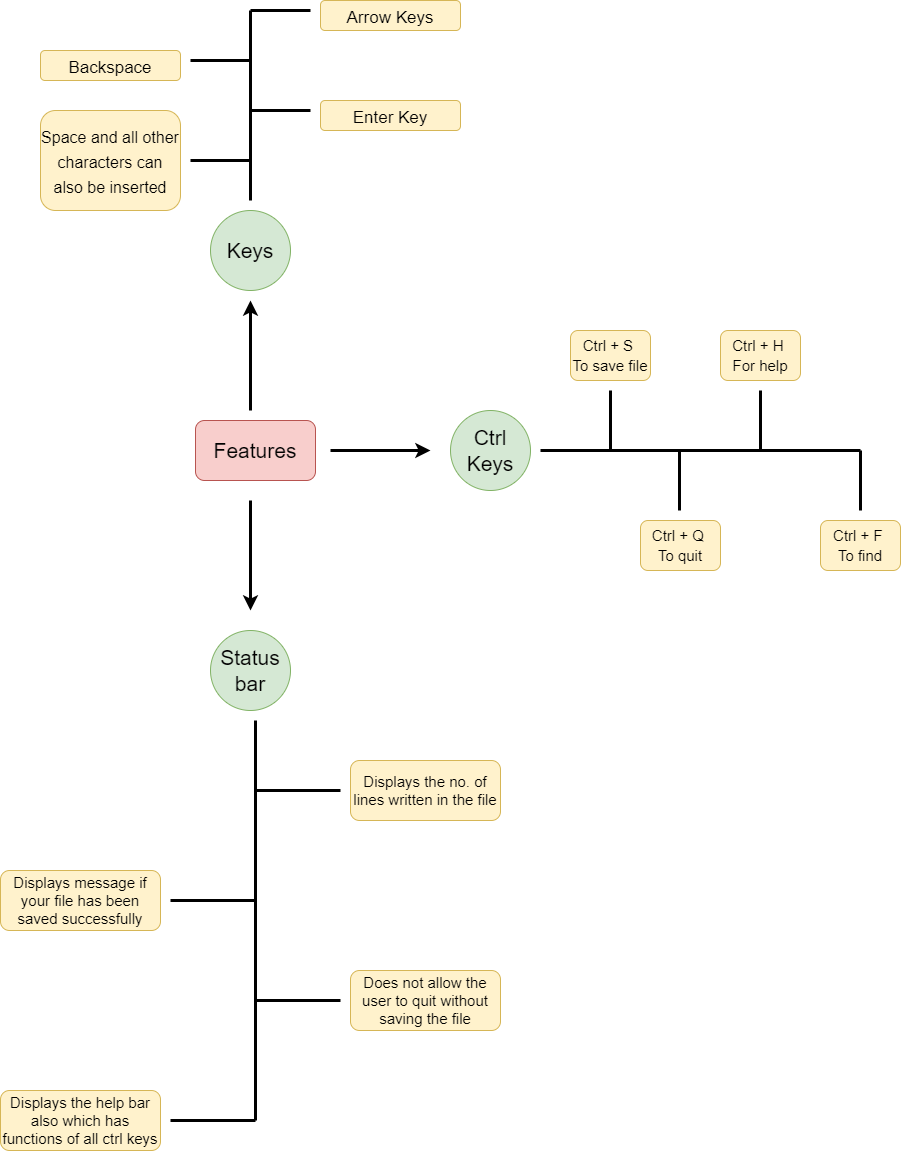 Arrow Keys
Backspace
Enter Key
Space and all other
characters can
also be inserted
Keys
Ctrl + S
To save file
Ctrl + H
For help
Features
Ctrl
Keys
Ctrl + Q
To quit
Ctrl + F
To find
Status
bar
Displays the no. of
lines written in the file
Displays message if
your file has been
saved successfully
Does not allow the
user to quit without
saving the file
Displays the help bar
also which has
functions of all ctrl keys